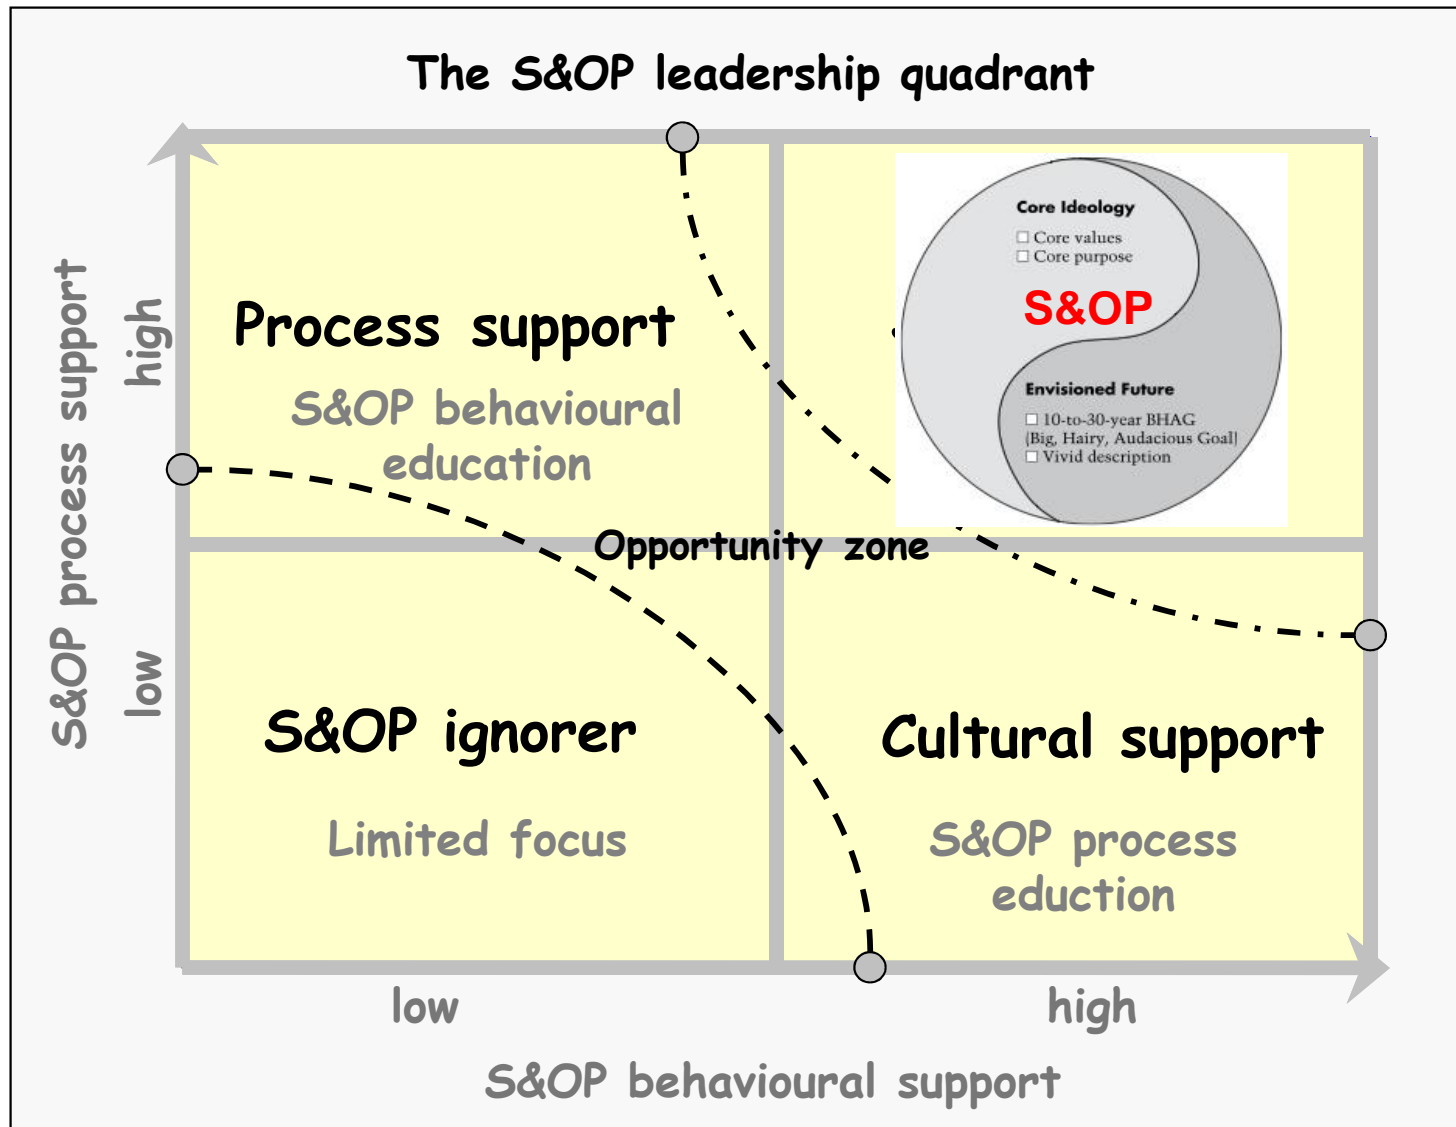 The S&OP leadership quadrant
S&OP process support
high
low
Process support
S&OP behavioural
education
Core Ideology
☐ Core values
☐ Core purpose
S&OP
Envisioned Future
☐ 10-to-30-year BHAG
(Big, Hairy, Audacious Goal)
☐ Vivid description
Opportunity zone
S&OP ignorer
Limited focus
Cultural support
S&OP process
eduction
low
high
S&OP behavioural support